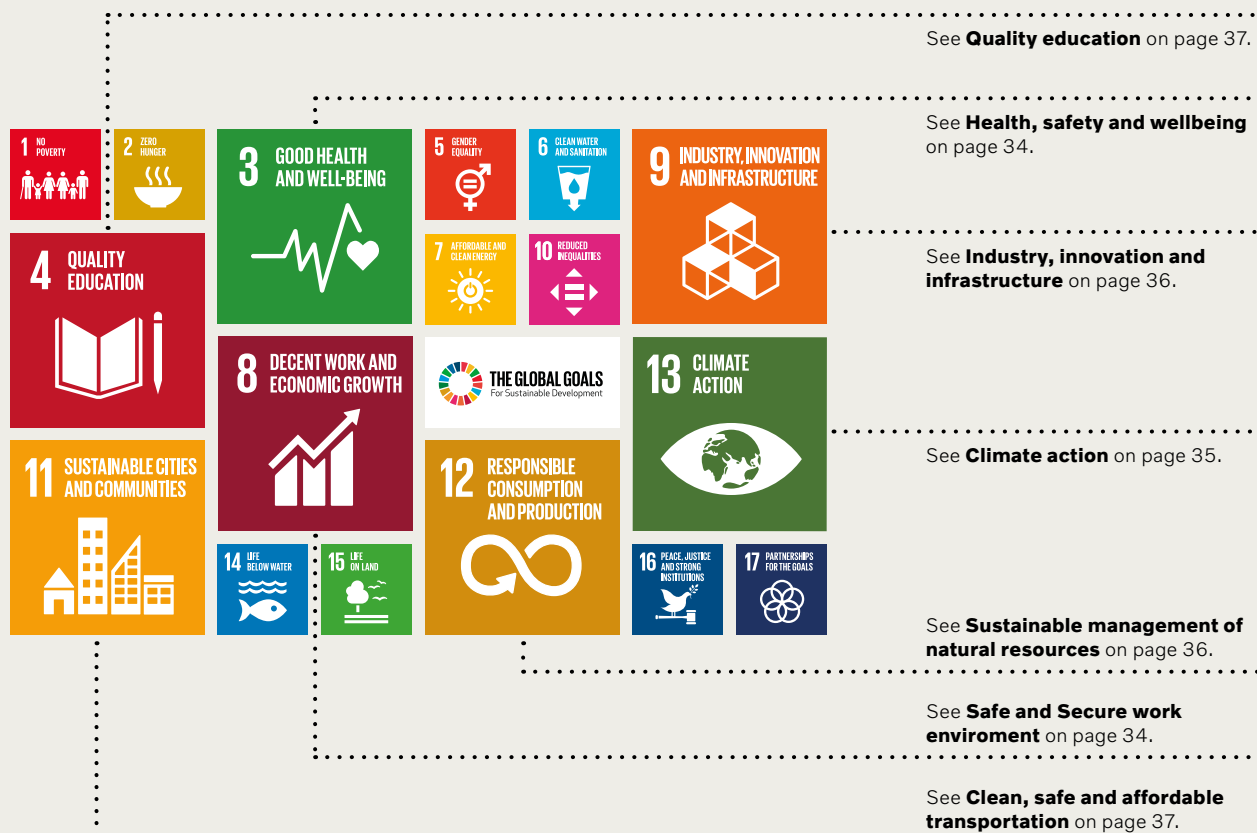 See Quality education on page 37.
See Health, safety and wellbeing
on page 34.
1 NO
POVERTY
2 ZERO
HUNGER
3 GOOD HEALTH
AND WELL-BEING
5 GENDER
EQUALITY
6 CLEAN WATER
AND SANITATION
9 INDUSTRY, INNOVATION
AND INFRASTRUCTURE
4 QUALITY
EDUCATION
7 AFFORDABLE AND
CLEAN ENERGY
10 REDUCED
INEQUALITIES
See Industry, innovation and
infrastructure on page 36.
8 DECENT WORK AND
ECONOMIC GROWTH
THE GLOBAL GOALS
For Sustainable Development
13 CLIMATE
ACTION
See Climate action on page 35.
11 SUSTAINABLE CITIES
AND COMMUNITIES
12 RESPONSIBLE
CONSUMPTION
AND PRODUCTION
14 LIFE
BELOW WATER
15 LIFE
ON LAND
16 PEACE, JUSTICE
AND STRONG
INSTITUTIONS
17 PARTNERSHIPS
FOR THE GOALS
See Sustainable management of
natural resources on page 36.
See Safe and Secure work
enviroment on page 34.
See Clean, safe and affordable
transportation on page 37.